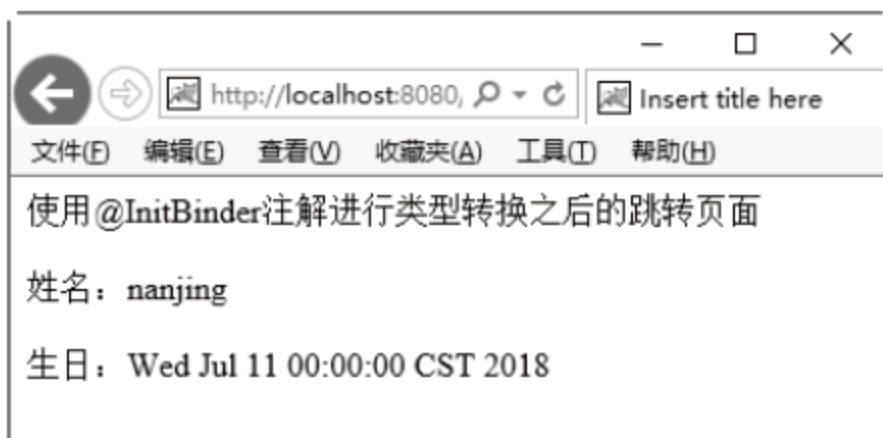 http://localhost:8080/
Insert title here
文件(F) 编辑(E) 查看(V) 收藏夹(A) 工具(T) 帮助(H)
使用@InitBinder注解进行类型转换之后的跳转页面
姓名：nanjing
生日：Wed Jul 11 00:00:00 CST 2018